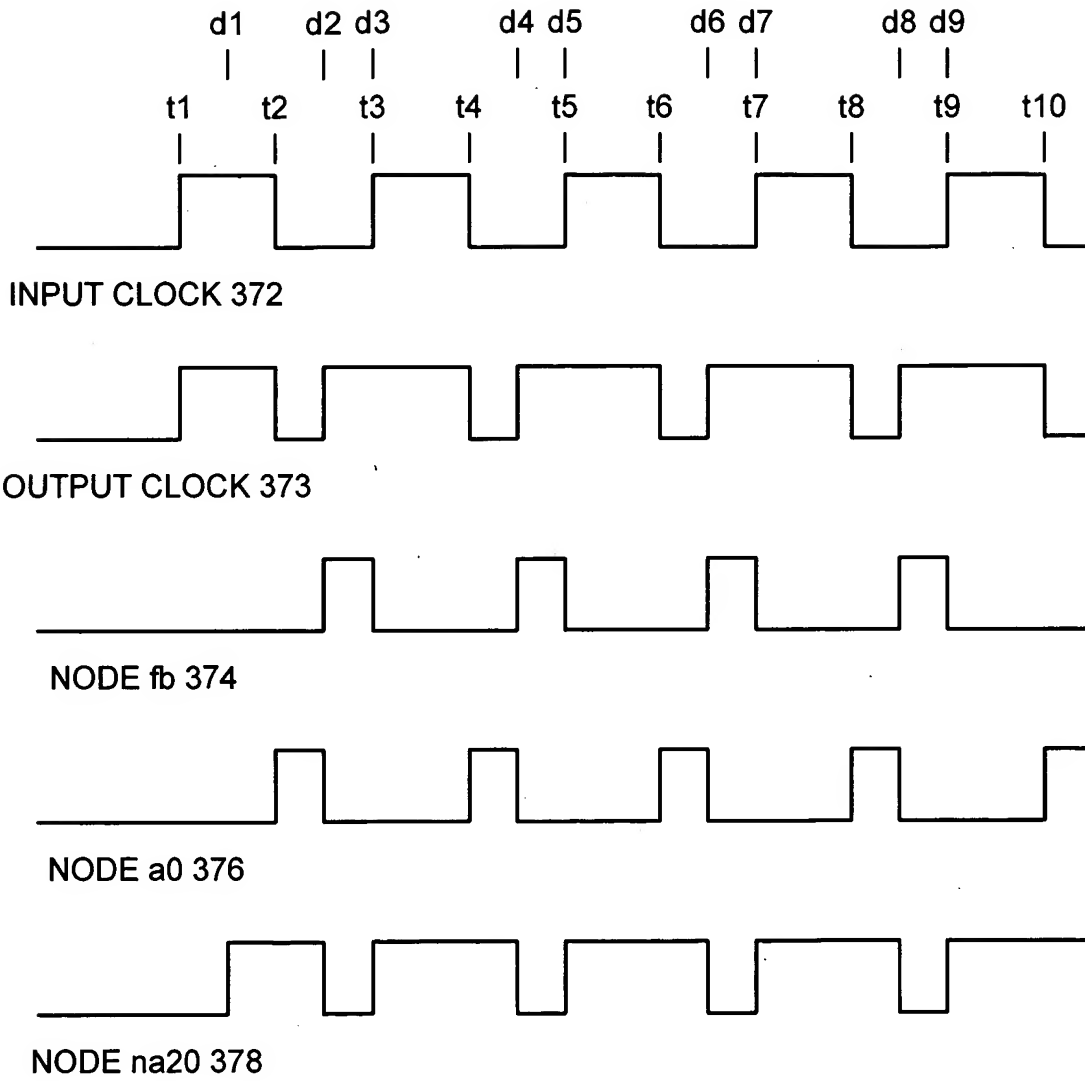 d1 d2 d3 d4 d5 d6 d7 d8 d9
t1 t2 t3 t4 t5 t6 t7 t8 t9 t10
INPUT CLOCK 372
OUTPUT CLOCK 373
NODE fb 374
NODE a0 376
NODE na20 378